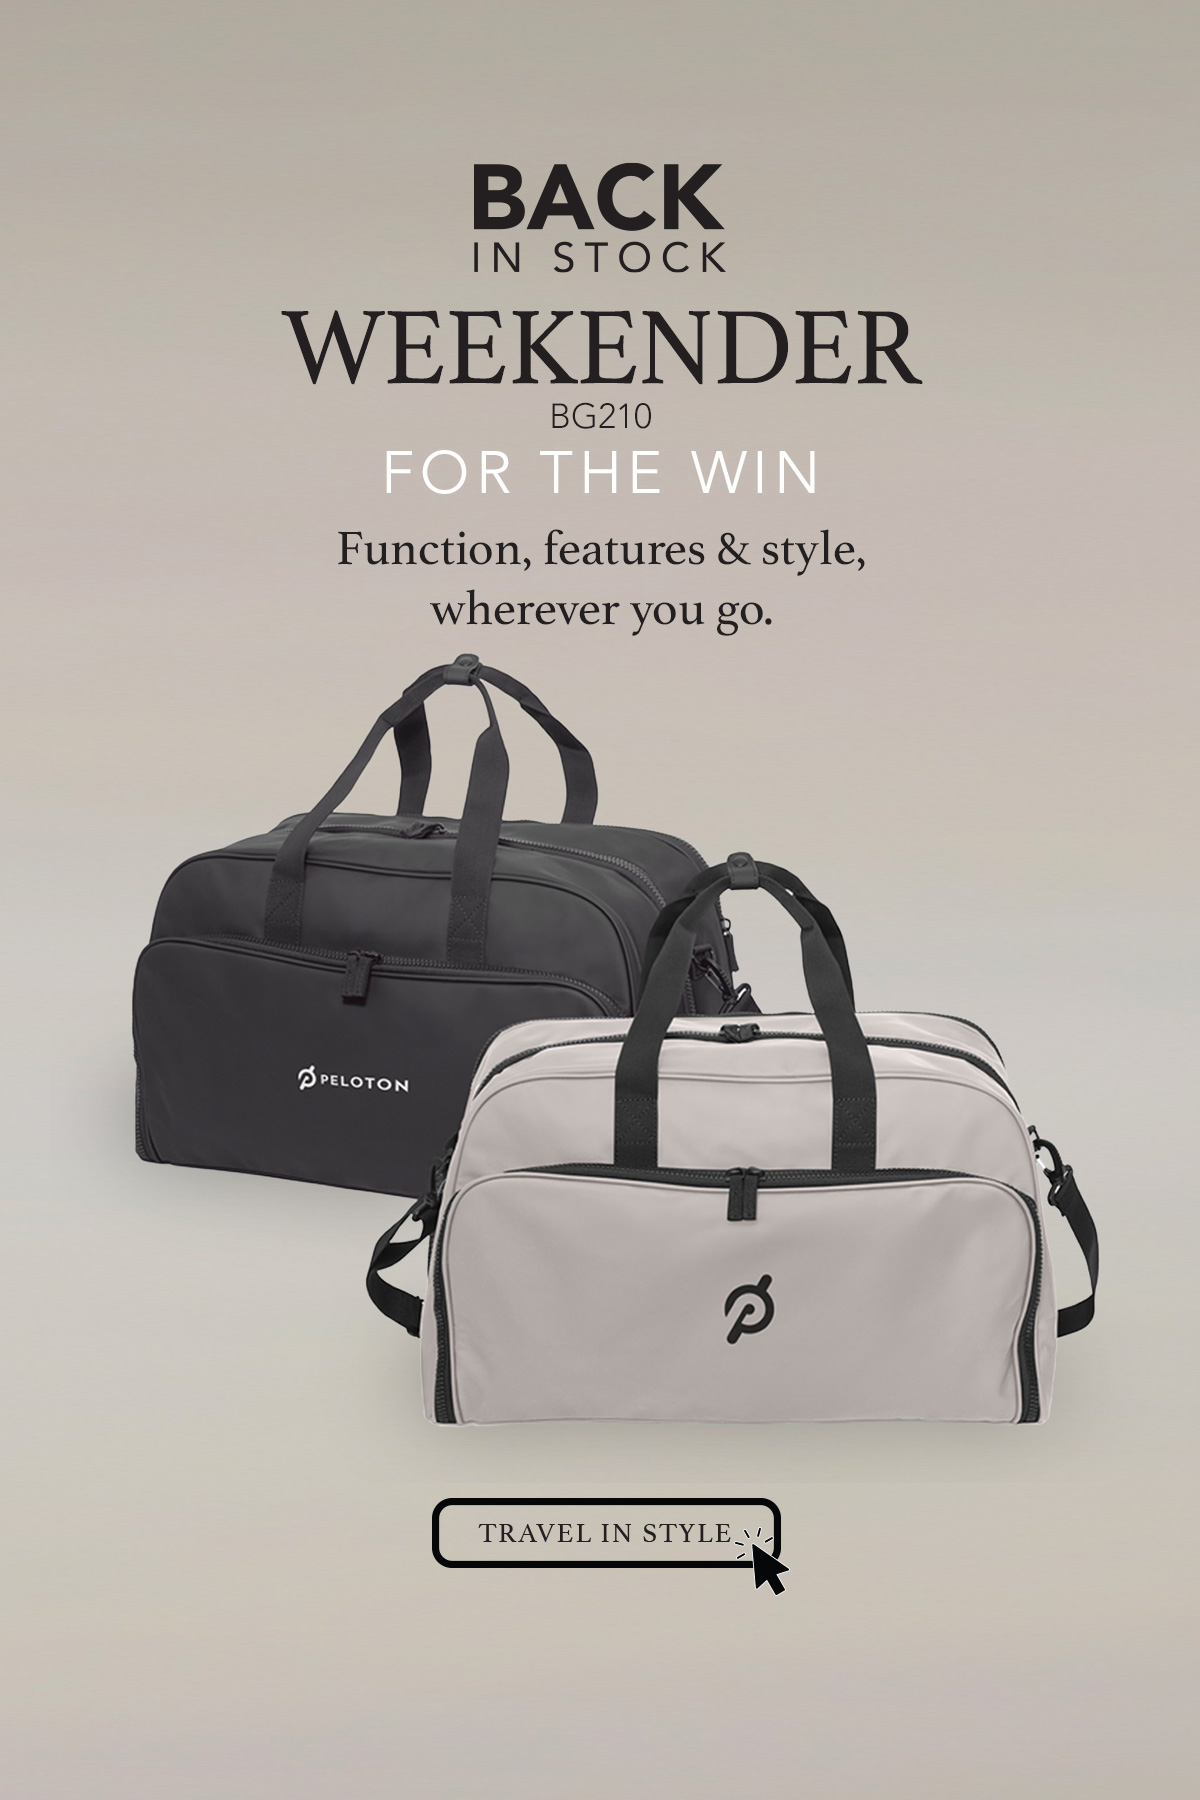 BACK
IN STOCK
WEEKENDER
BG210
FOR THE WIN
Function, features & style,
wherever you go.
PELOTON
TRAVEL IN STYLE